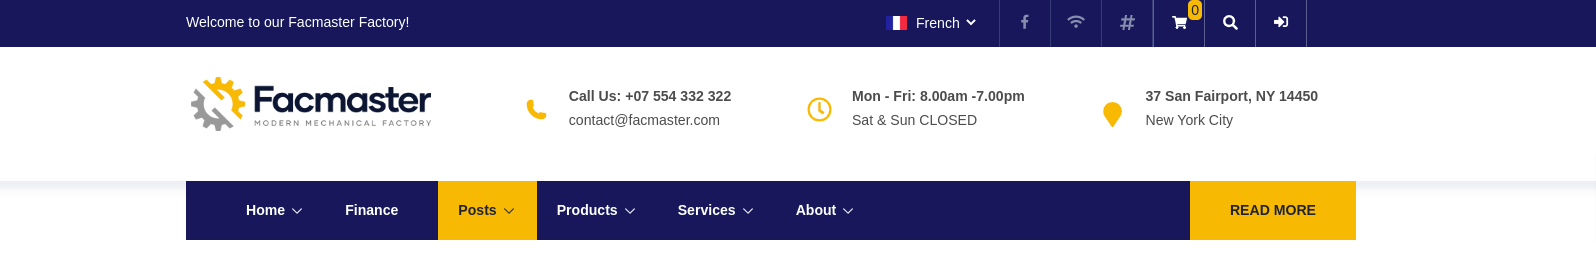 Welcome to our Facmaster Factory!
French
0
Facmaster
MODERN MECHANICAL FACTORY
Call Us: +07 554 332 322
contact@facmaster.com
Mon - Fri: 8.00am -7.00pm
Sat & Sun CLOSED
37 San Fairport, NY 14450
New York City
Home
Finance
Posts
Products
Services
About
READ MORE